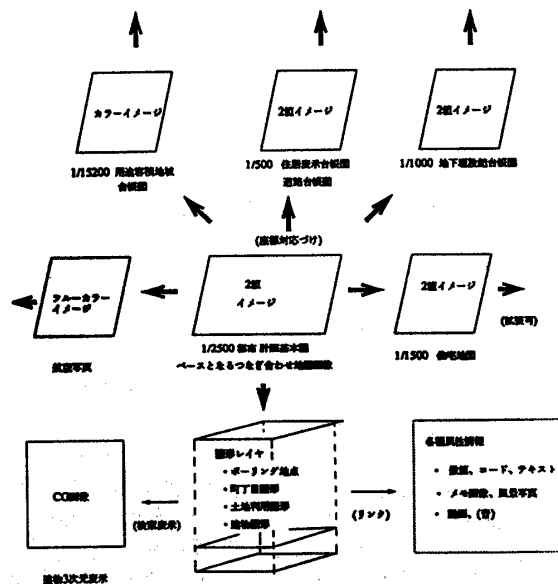 カラーイメージ
2値イメージ
2値イメージ
1/15200 用途容積地域
台帳図
1/500 住居表示台帳図
道路台帳図
1/1000 地下埋設館台帳図
(座標対応づけ)
フルーカラー
イメージ
2値
イメージ
2値イメージ
(拡張可)
航空写真
1/2500 都市計画基本図
ベースとなるつなぎ合わせ地図画像
1/1500 住宅地図
CG画像
図形レイヤ
・ボーリング地点
・町丁目図形
・土地利用図形
・建物図形
各種属性情報
・数値、コード、テキスト
・メモ画像、風景写真
・動画、(音)
(検索表示)
(リンク)
建物3次元表示